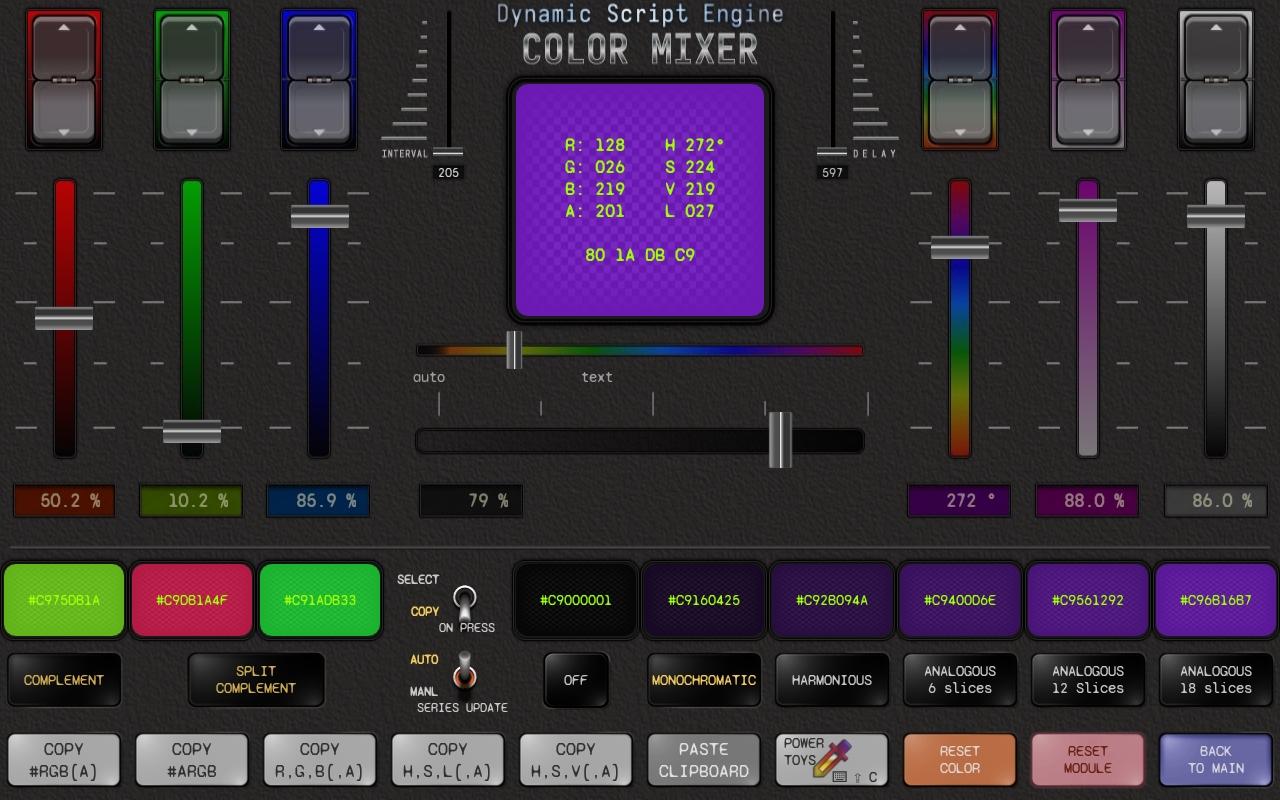 Dynamic Script Engine
COLOR MIXER
INTERVAL
205
DELAY
597
R: 128 H 272°
G: 026 S 224
B: 219 V 219
A: 201 L 027
80 1A DB C9
auto text
50.2 %
10.2 %
85.9 %
79 %
272 °
88.0 %
86.0 %
#C975DB1A
#C9DB1A4F
#C91ADB33
SELECT
COPY
ON PRESS
#C9000001
#C9160425
#C92B094A
#C9400D6E
#C9561292
#C96B16B7
COMPLEMENT
SPLIT
COMPLEMENT
AUTO
MANL
SERIES UPDATE
OFF
MONOCHROMATIC
HARMONIOUS
ANALOGOUS
6 slices
ANALOGOUS
12 Slices
ANALOGOUS
18 slices
COPY
#RGB(A)
COPY
#ARGB
COPY
R,G,B(,A)
COPY
H,S,L(,A)
COPY
H,S,V(,A)
PASTE
CLIPBOARD
POWER
TOYS
⌨ ⇧ C
RESET
COLOR
RESET
MODULE
BACK
TO MAIN